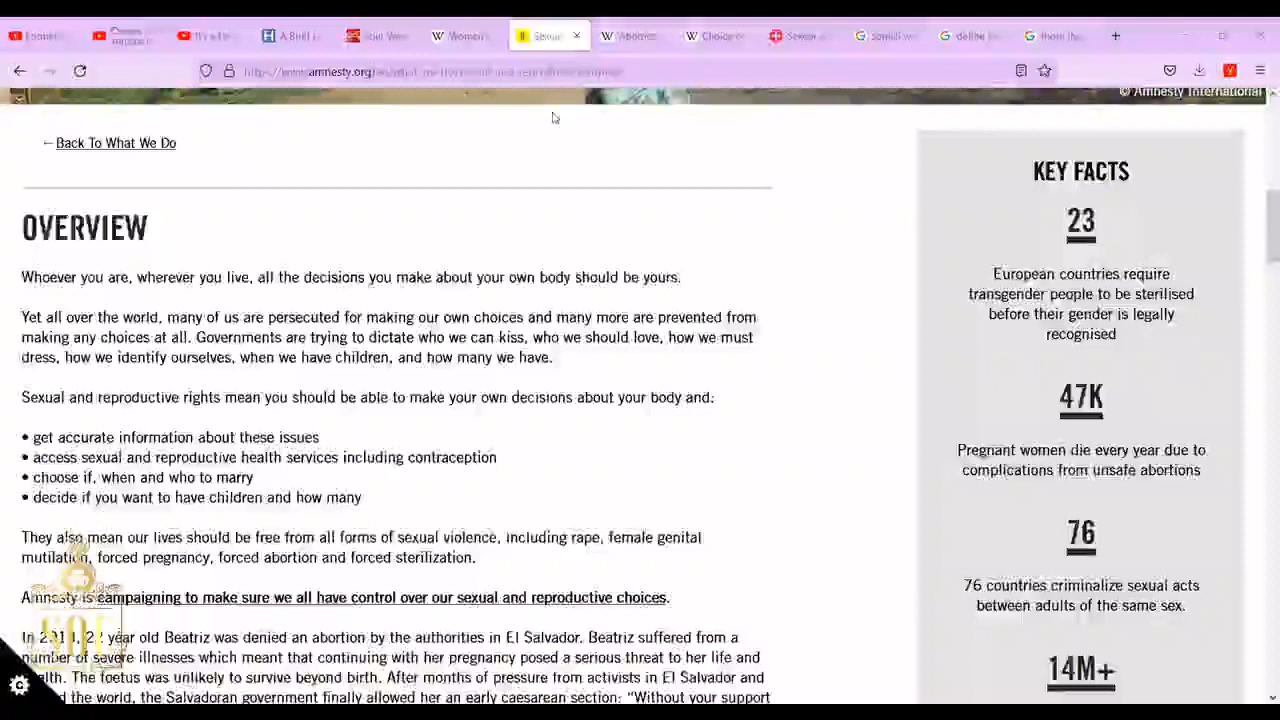 A Brief
Women's
Sexual
Abortion
Choice
Sexual
somali
define
© Amnesty International
← Back To What We Do
OVERVIEW
Whoever you are, wherever you live, all the decisions you make about your own body should be yours.
Yet all over the world, many of us are persecuted for making our own choices and many more are prevented from
making any choices at all. Governments are trying to dictate who we can kiss, who we should love, how we must
dress, how we identify ourselves, when we have children, and how many we have.
Sexual and reproductive rights mean you should be able to make your own decisions about your body and:
• get accurate information about these issues
• access sexual and reproductive health services including contraception
• choose if, when and who to marry
• decide if you want to have children and how many
They also mean our lives should be free from all forms of sexual violence, including rape, female genital
mutilation, forced pregnancy, forced abortion and forced sterilization.
Amnesty is campaigning to make sure we all have control over our sexual and reproductive choices.
In year old Beatriz was denied an abortion by the authorities in El Salvador. Beatriz suffered from a
number of severe illnesses which meant that continuing with her pregnancy posed a serious threat to her life and
The foetus was unlikely to survive beyond birth. After months of pressure from activists in El Salvador and
the world, the Salvadoran government finally allowed her an early caesarean section: “Without your support
KEY FACTS
23
European countries require
transgender people to be sterilised
before their gender is legally
recognised
47K
Pregnant women die every year due to
complications from unsafe abortions
76
76 countries criminalize sexual acts
between adults of the same sex.
14M+